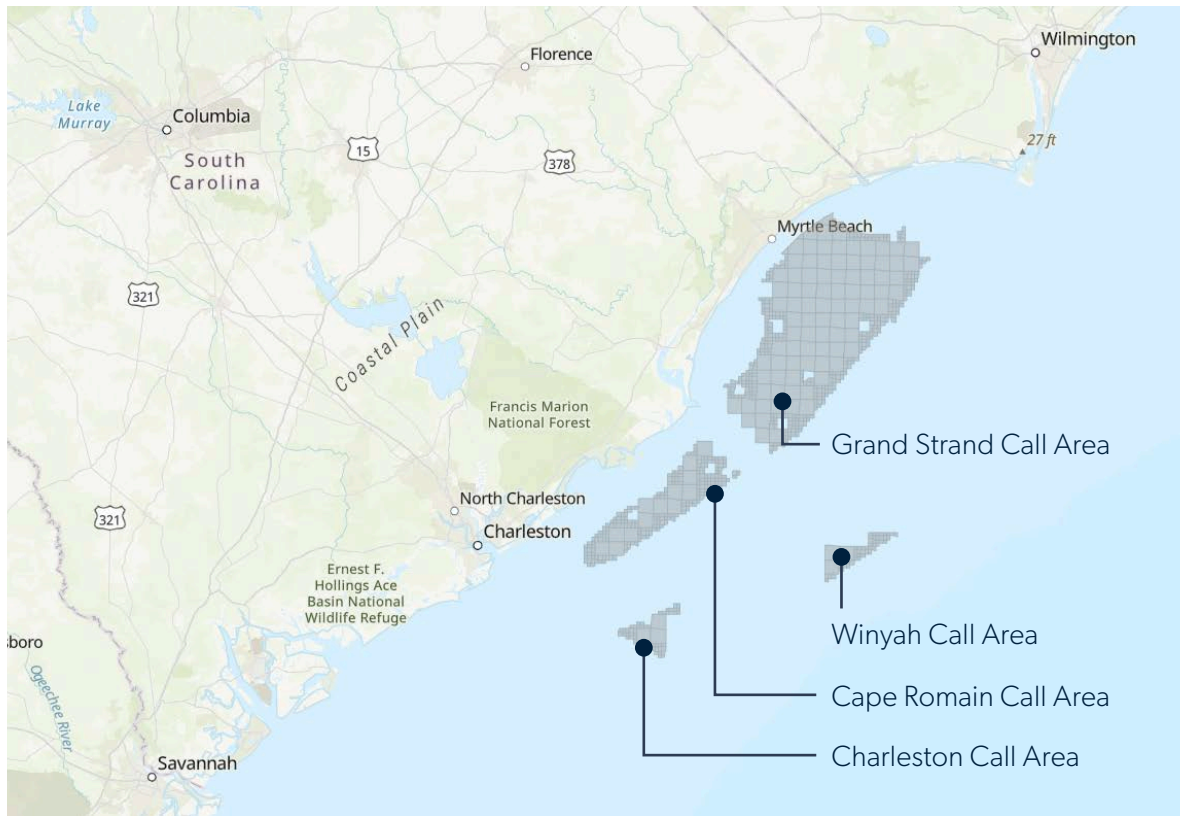 Wilmington
Florence
Lake
Murray
Columbia
27 ft
15
South
Carolina
378
Myrtle Beach
321
Coastal Plain
Francis Marion
National Forest
Grand Strand Call Area
North Charleston
321
Charleston
Ernest F.
Hollings Ace
Basin National
Wildlife Refuge
Winyah Call Area
sboro
Ogeechee River
Cape Romain Call Area
Charleston Call Area
Savannah